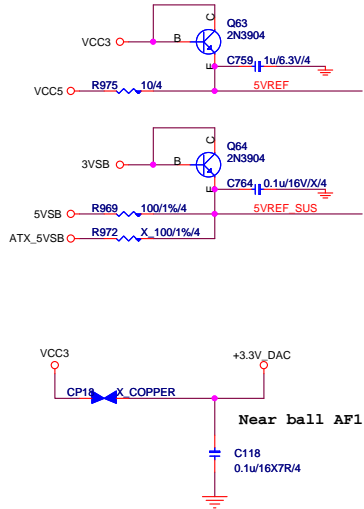 C
Q63
2N3904
VCC3
B
E
C759
1u/6.3V/4
VCC5
R975
10/4
5VREF
C
Q64
2N3904
3VSB
B
E
C764
0.1u/16V/X/4
5VSB
R969
100/1%/4
5VREF_SUS
ATX_5VSB
R972
X_100/1%/4
VCC3
+3.3V_DAC
CP18
X_COPPER
Near ball AF1
C118
0.1u/16X7R/4